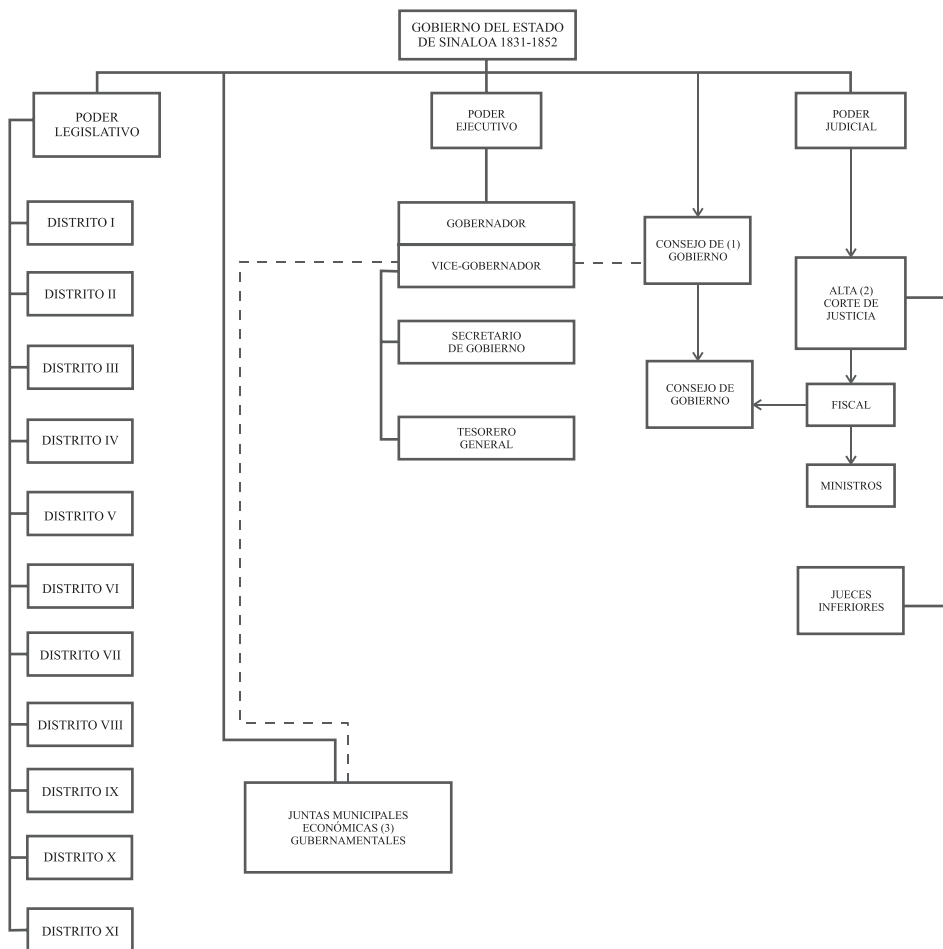 GOBIERNO DEL ESTADO
DE SINALOA 1831-1852
PODER
LEGISLATIVO
PODER
EJECUTIVO
PODER
JUDICIAL
DISTRITO I
DISTRITO II
DISTRITO III
DISTRITO IV
DISTRITO V
DISTRITO VI
DISTRITO VII
DISTRITO VIII
DISTRITO IX
DISTRITO X
DISTRITO XI
GOBERNADOR
VICE-GOBERNADOR
SECRETARIO
DE GOBIERNO
TESORERO
GENERAL
CONSEJO DE (1)
GOBIERNO
CONSEJO DE
GOBIERNO
ALTA (2)
CORTE DE
JUSTICIA
FISCAL
MINISTROS
JUECES
INFERIORES
JUNTAS MUNICIPALES
ECONÓMICAS (3)
GUBERNAMENTALES